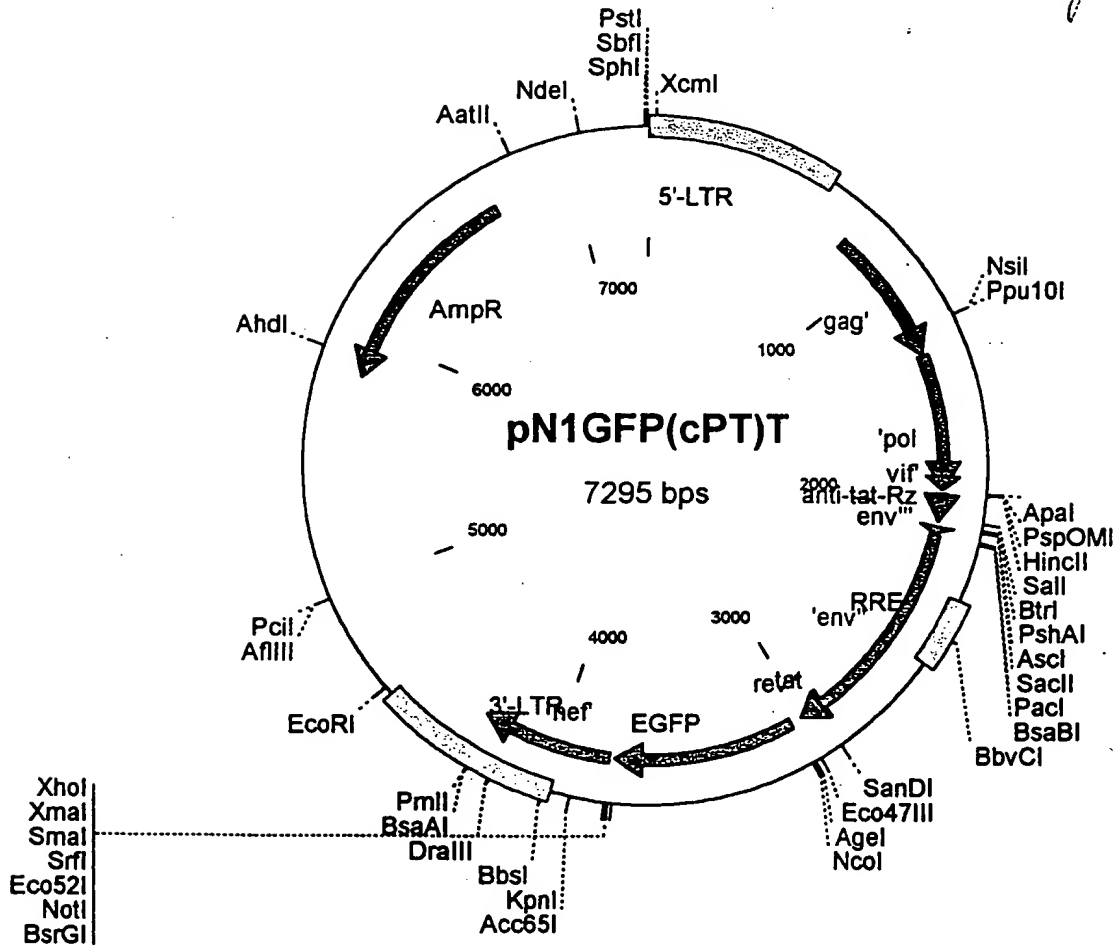 PstI
SbfI
SphI
XcmI
NdeI
AatII
5'-LTR
NsiI
Ppu10I
7000
AmpR
gag'
AhdI
1000
6000
pN1GFP(cPT)T
'pol
vif'
7295 bps
2000
anti-tat-Rz
env'''
ApaI
PspOMI
HincII
SalI
BtrI
PshAI
AscI
SacII
PacI
BsaBI
BbvCI
5000
RRE
'env''
3000
4000
PciI
AflIII
tat
3'-LTR
nef'
EGFP
EcoRI
SanDI
Eco47III
AgeI
NcoI
XhoI
XmaI
SmaI
SrfI
Eco52I
NotI
BsrGI
PmlI
BsaAI
DraIII
BbsI
KpnI
Acc65I